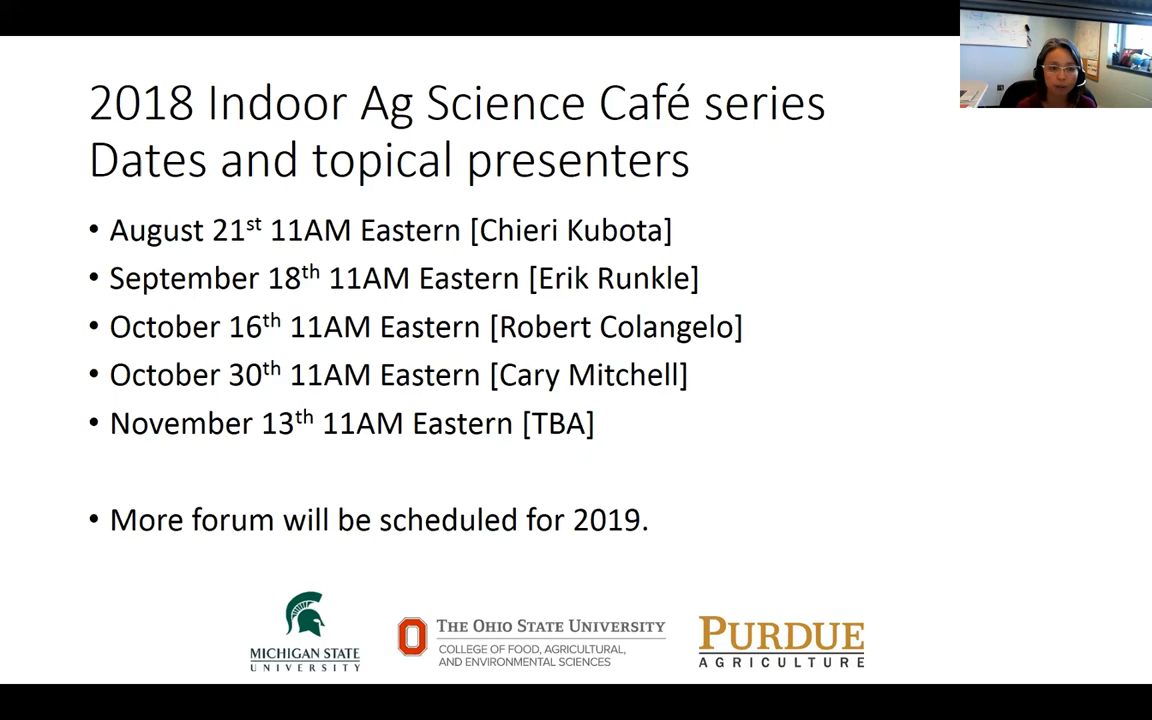 2018 Indoor Ag Science Café series
Dates and topical presenters
• August 21st 11AM Eastern [Chieri Kubota]
• September 18th 11AM Eastern [Erik Runkle]
• October 16th 11AM Eastern [Robert Colangelo]
• October 30th 11AM Eastern [Cary Mitchell]
• November 13th 11AM Eastern [TBA]
• More forum will be scheduled for 2019.
MICHIGAN STATE
UNIVERSITY
THE OHIO STATE UNIVERSITY
COLLEGE OF FOOD, AGRICULTURAL,
AND ENVIRONMENTAL SCIENCES
PURDUE
AGRICULTURE